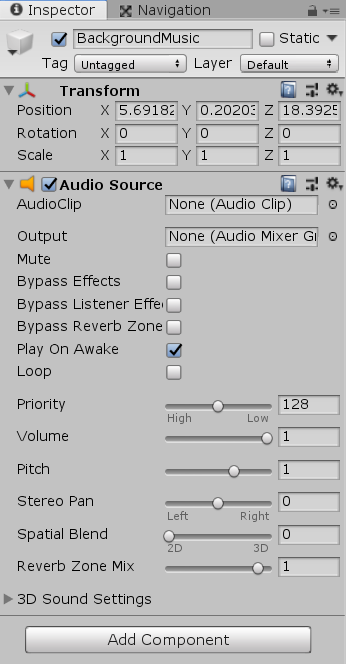 Inspector Navigation
BackgroundMusic Static
Tag Untagged Layer Default
Transform
Position X 5.69182 Y 0.20203 Z 18.3925
Rotation X 0 Y 0 Z 0
Scale X 1 Y 1 Z 1
Audio Source
AudioClip None (Audio Clip)
Output None (Audio Mixer Gr
Mute
Bypass Effects
Bypass Listener Effe
Bypass Reverb Zone
Play On Awake
Loop
Priority 128
High Low
Volume 1
Pitch 1
Stereo Pan 0
Left Right
Spatial Blend 0
2D 3D
Reverb Zone Mix 1
3D Sound Settings
Add Component